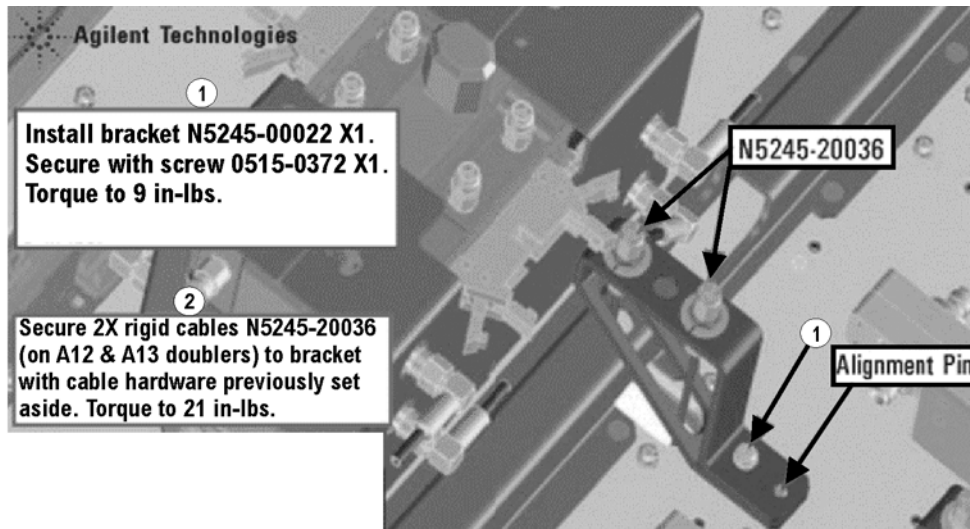 Agilent Technologies
1
Install bracket N5245-00022 X1.
Secure with screw 0515-0372 X1.
Torque to 9 in-lbs.
N5245-20036
2
Secure 2X rigid cables N5245-20036
(on A12 & A13 doublers) to bracket
with cable hardware previously set
aside. Torque to 21 in-lbs.
1
Alignment Pin